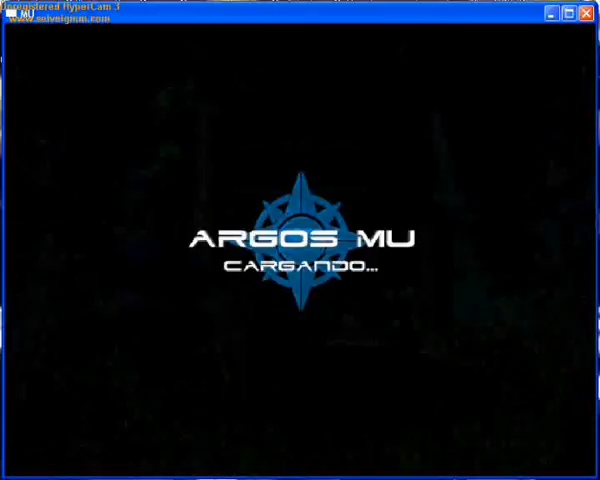 Unregistered HyperCam 3
www.solveigmm.com
MU
ARGOS MU
CARGANDO...